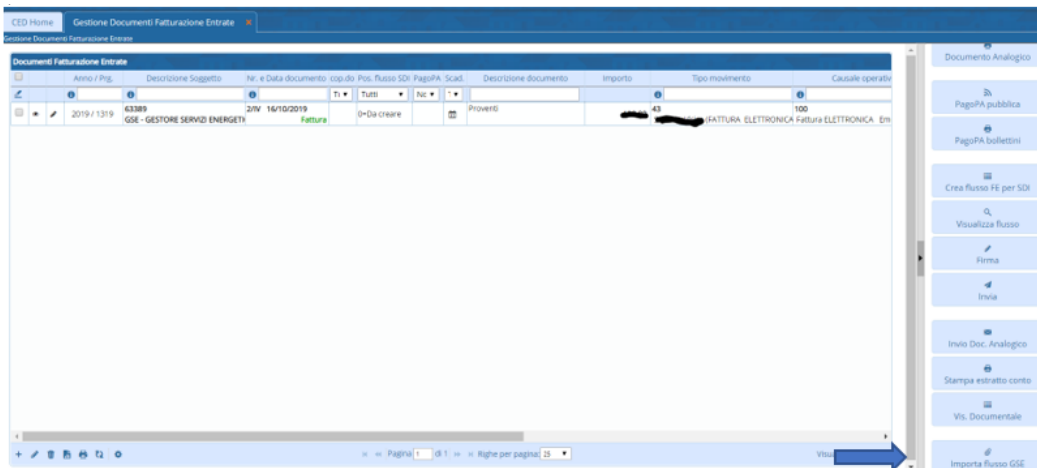 CED Home Gestione Documenti Fatturazione Entrate
Gestione Documenti Fatturazione Entrate
Documenti Fatturazione Entrate
Anno / Prg. Descrizione Soggetto Nr. e Data documento cop.do Pos. flusso SDI PagoPA Scad. Descrizione documento Importo Tipo movimento Causale operativ
Tutti
2019 / 1319 63389 2/IV 16/10/2019 0=Da creare Proventi 43 100
GSE - GESTORE SERVIZI ENERGETI Fattura (FATTURA ELETTRONICA Fattura ELETTRONICA Em
Pagina 1 di 1 Righe per pagina: 25
Documento Analogico
PagoPA pubblica
PagoPA bollettini
Crea flusso FE per SDI
Visualizza flusso
Firma
Invia
Invio Doc. Analogico
Stampa estratto conto
Vis. Documentale
Importa flusso GSE